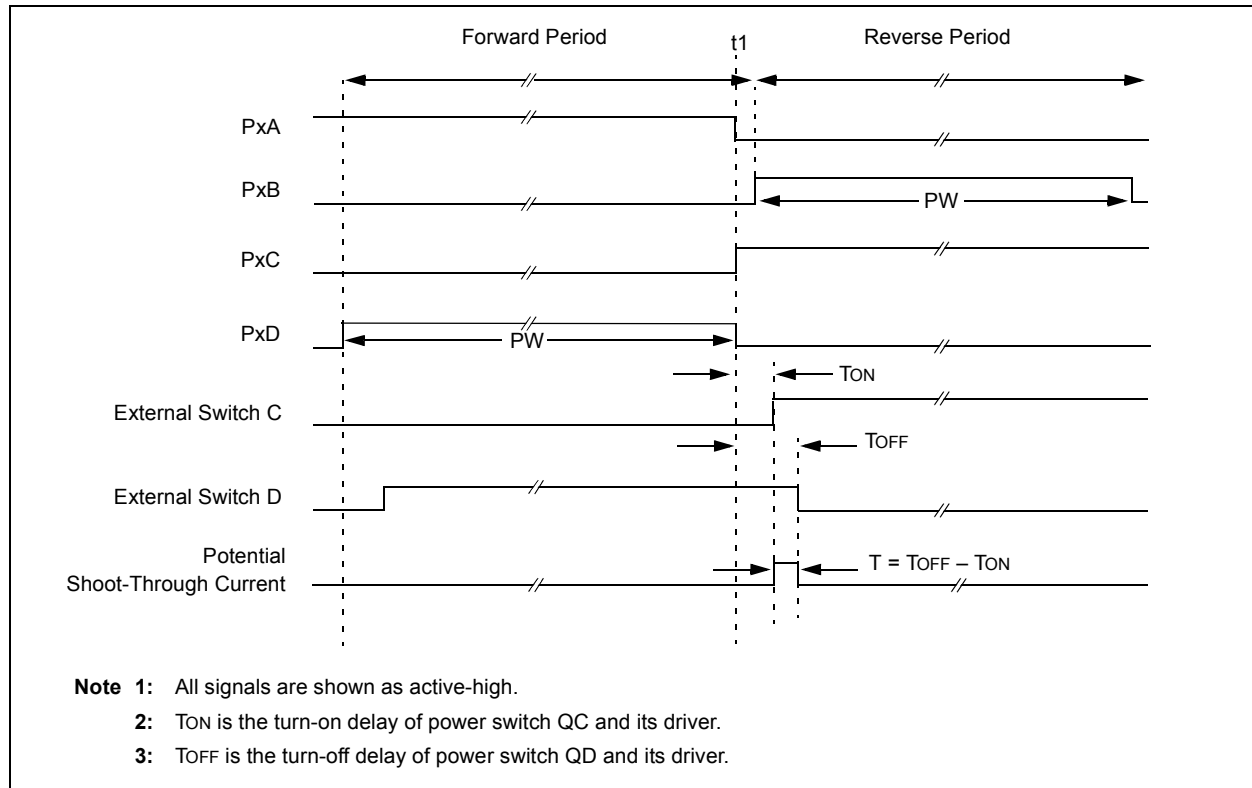 Forward Period
t1
Reverse Period
PxA
PxB
PW
PxC
PxD
PW
TON
External Switch C
TOFF
External Switch D
Potential
Shoot-Through Current
T = TOFF – TON
Note 1: All signals are shown as active-high.
2: TON is the turn-on delay of power switch QC and its driver.
3: TOFF is the turn-off delay of power switch QD and its driver.